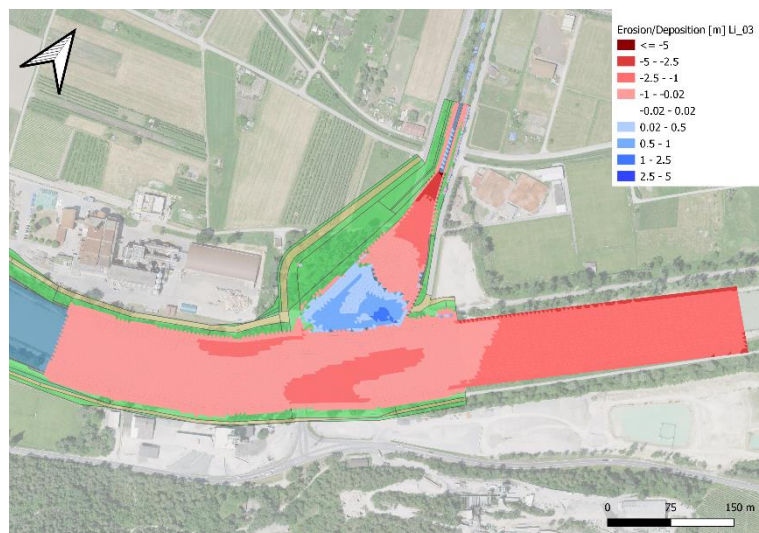 Erosion/Deposition [m] Li_03
<= -5
-5 - -2.5
-2.5 - -1
-1 - -0.02
-0.02 - 0.02
0.02 - 0.5
0.5 - 1
1 - 2.5
2.5 - 5
0 75 150 m